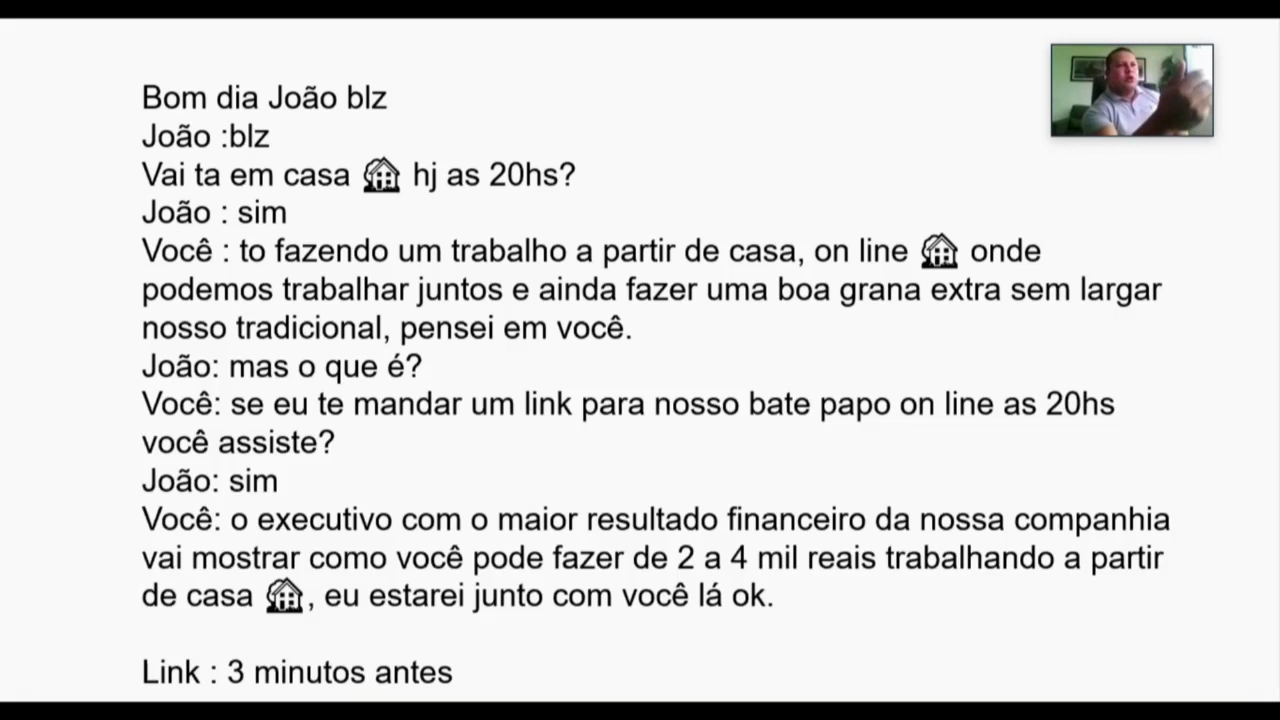 Bom dia João blz
João :blz
Vai ta em casa 🏠 hj as 20hs?
João : sim
Você : to fazendo um trabalho a partir de casa, on line 🏠 onde
podemos trabalhar juntos e ainda fazer uma boa grana extra sem largar
nosso tradicional, pensei em você.
João: mas o que é?
Você: se eu te mandar um link para nosso bate papo on line as 20hs
você assiste?
João: sim
Você: o executivo com o maior resultado financeiro da nossa companhia
vai mostrar como você pode fazer de 2 a 4 mil reais trabalhando a partir
de casa 🏠, eu estarei junto com você lá ok.
Link : 3 minutos antes